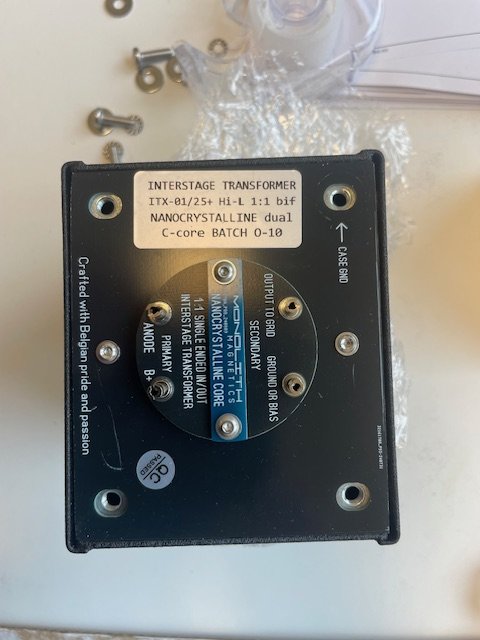 INTERSTAGE TRANSFORMER
ITX-01/25+ Hi-L 1:1 bif
NANOCRYSTALLINE dual
C-core BATCH O-10
← CASE GND
OUTPUT TO GRID
GROUND OR BIAS
SECONDARY
MONOLITH
MAGNETICS
NANOCRYSTALLINE CORE
1:1 SINGLE ENDED IN/OUT
INTERSTAGE TRANSFORMER
PRIMARY
ANODE B+
Crafted with Belgian pride and passion
QC
PASSED